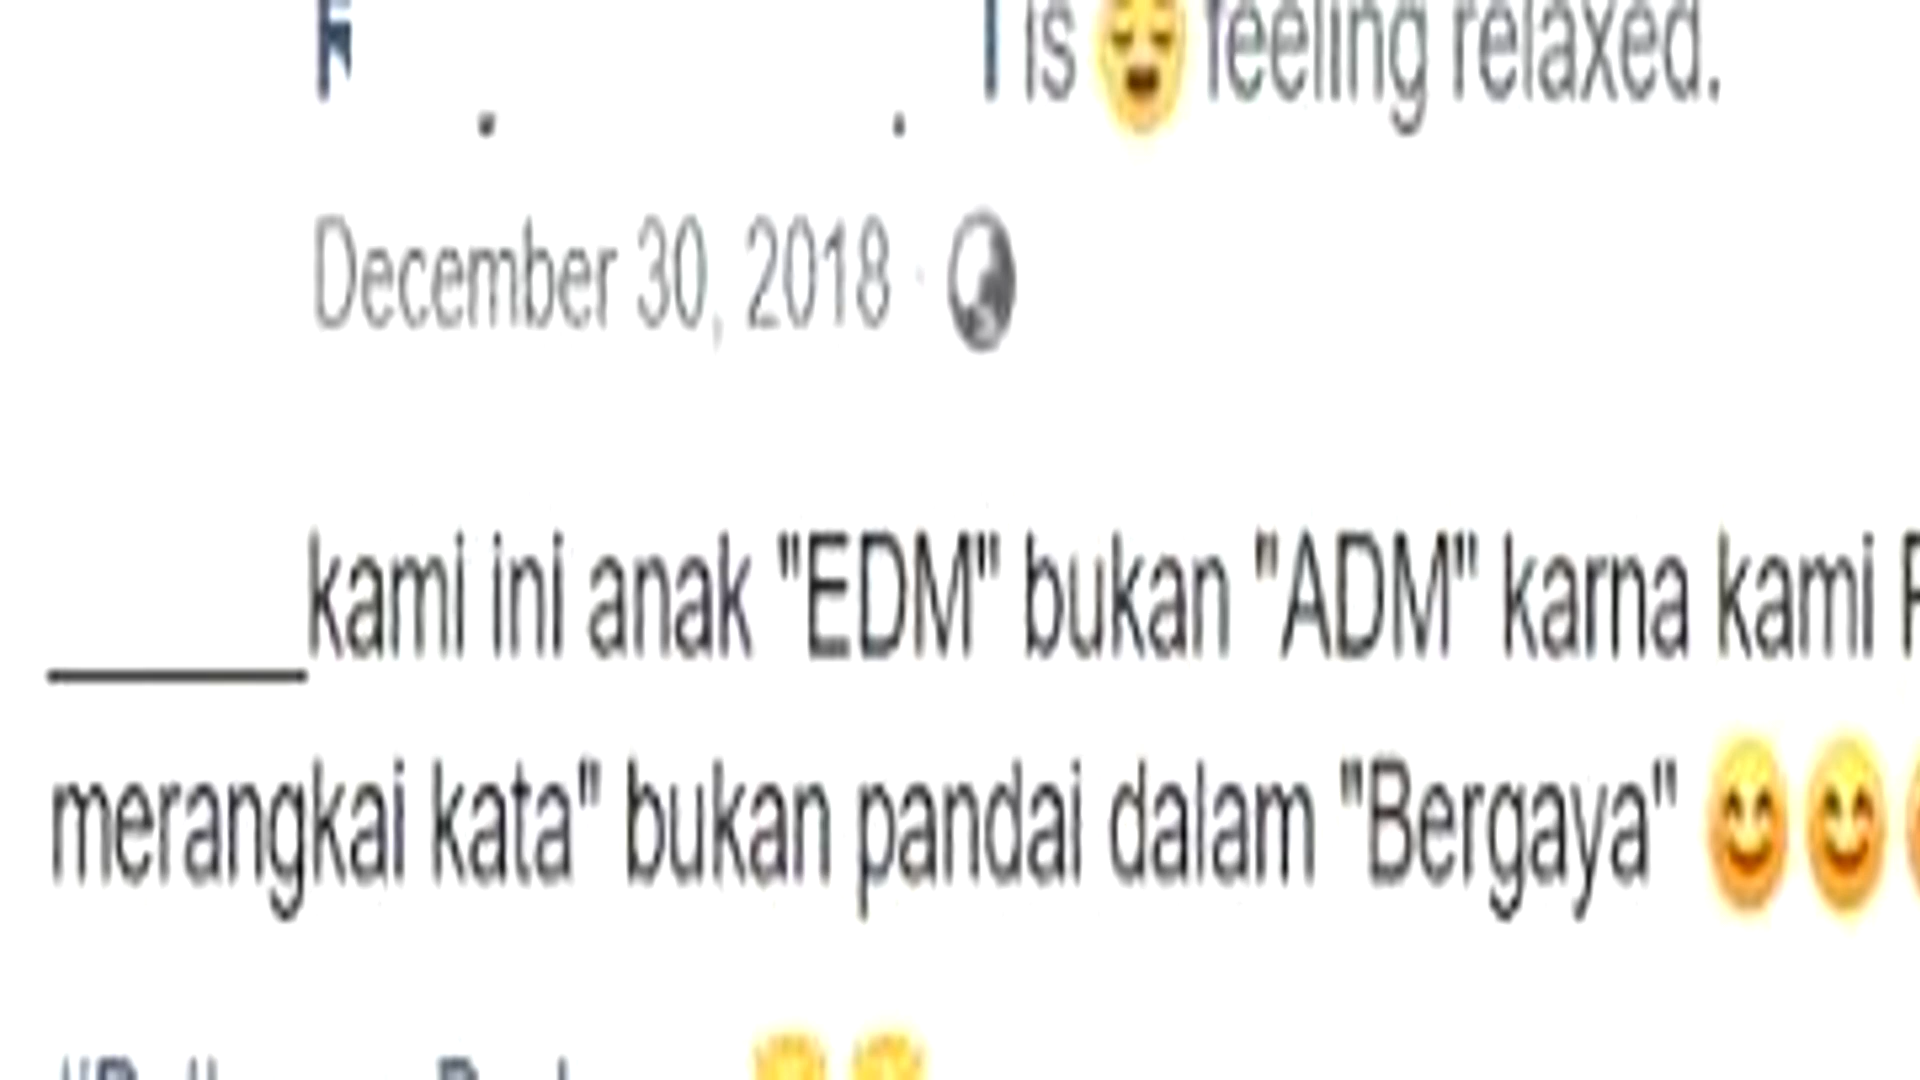 is 😌 feeling relaxed.
December 30, 2018 ·
_____kami ini anak "EDM" bukan "ADM" karna kami
merangkai kata" bukan pandai dalam "Bergaya" 😊😊